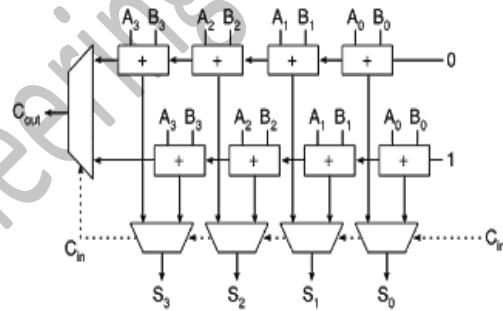 A3 B3 A2 B2 A1 B1 A0 B0
+ + + + 0
Cout
A3 B3 A2 B2 A1 B1 A0 B0
+ + + + 1
Cin Cin
S3 S2 S1 S0
neering